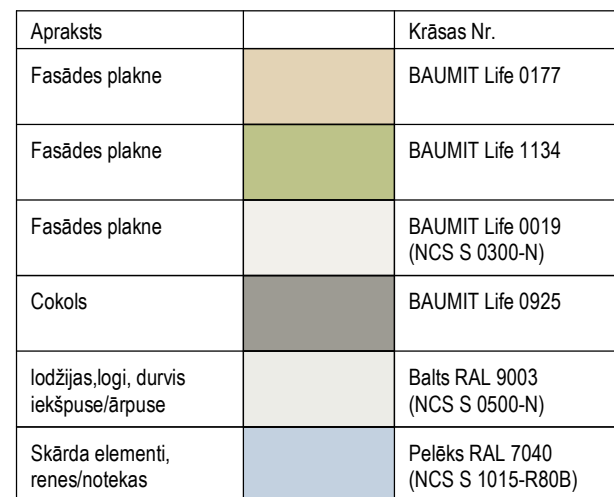 Apraksts
Krāsas Nr.
Fasādes plakne
BAUMIT Life 0177
Fasādes plakne
BAUMIT Life 1134
Fasādes plakne
BAUMIT Life 0019
(NCS S 0300-N)
Cokols
BAUMIT Life 0925
lodžijas,logi, durvis
iekšpuse/ārpuse
Balts RAL 9003
(NCS S 0500-N)
Skārda elementi,
renes/notekas
Pelēks RAL 7040
(NCS S 1015-R80B)